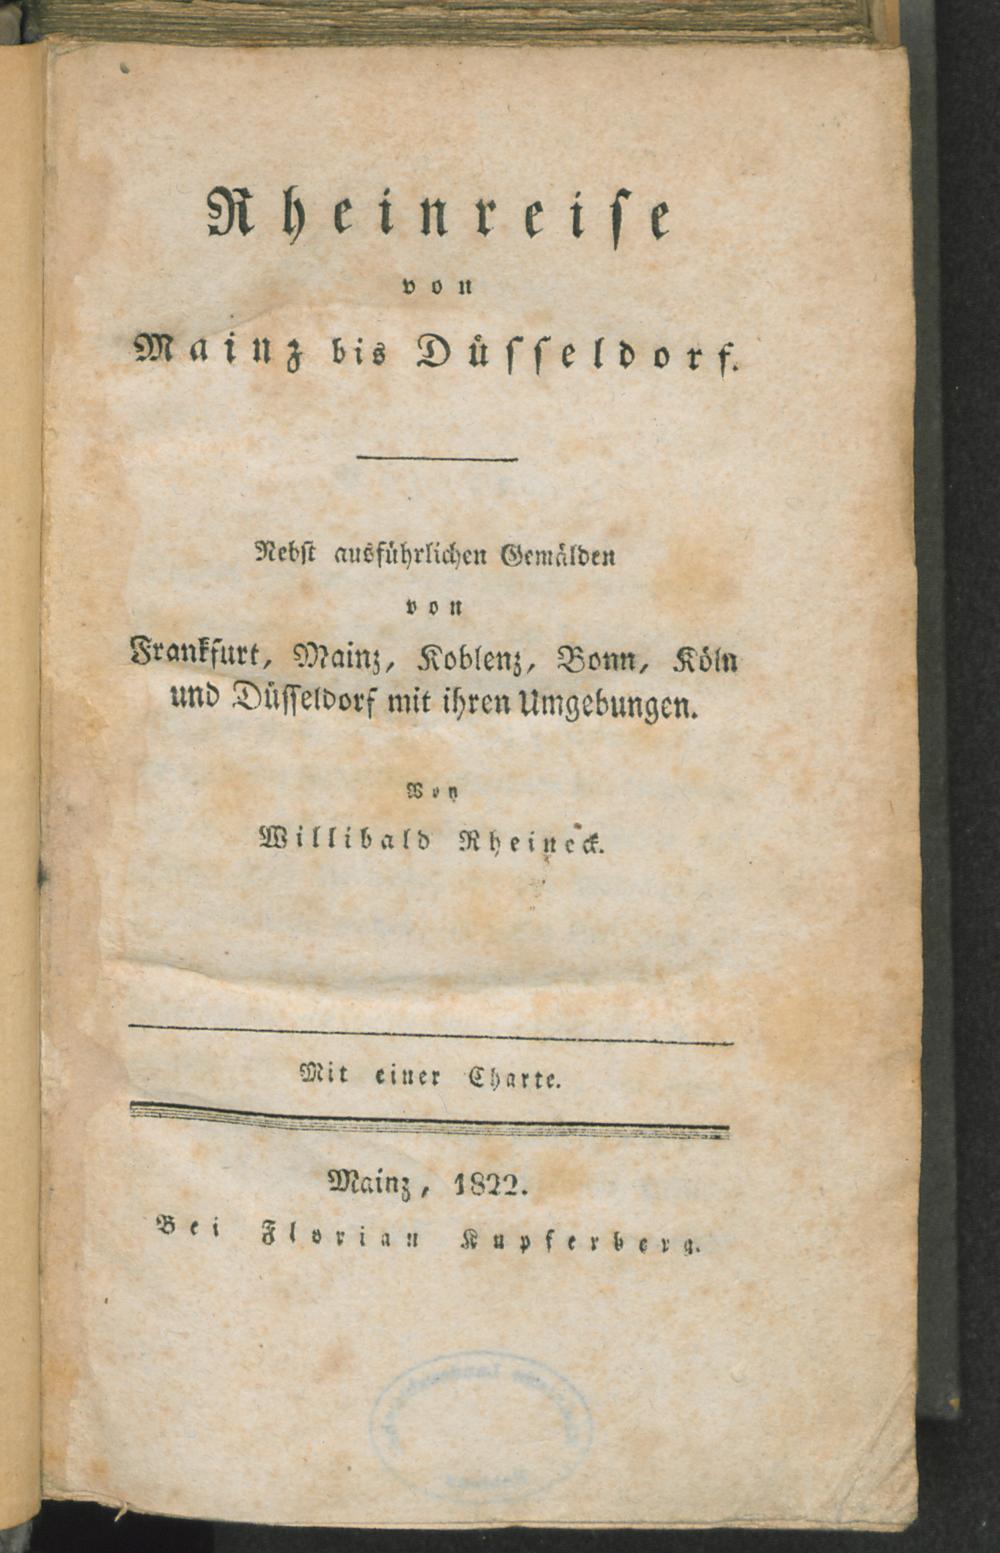 Rheinreise
von
Mainz bis Düsseldorf.
Nebst ausführlichen Gemälden
von
Frankfurt, Mainz, Koblenz, Bonn, Köln
und Düsseldorf mit ihren Umgebungen.
Von
Willibald Rheineck.
Mit einer Charte.
Mainz, 1822.
Bei Florian Kupferberg.